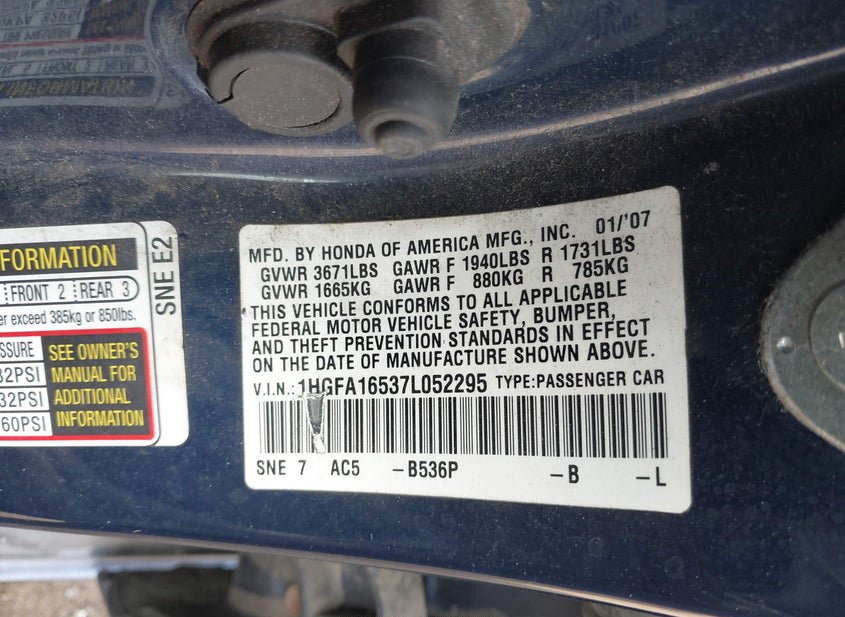 FORMATION
FRONT 2 REAR 3
er exceed 385kg or 850lbs.
SSURE
32PSI
32PSI
60PSI
SEE OWNER'S
MANUAL FOR
ADDITIONAL
INFORMATION
SNE E2
MFD. BY HONDA OF AMERICA MFG., INC. 01/'07
GVWR 3671LBS GAWR F 1940LBS R 1731LBS
GVWR 1665KG GAWR F 880KG R 785KG
THIS VEHICLE CONFORMS TO ALL APPLICABLE
FEDERAL MOTOR VEHICLE SAFETY, BUMPER,
AND THEFT PREVENTION STANDARDS IN EFFECT
ON THE DATE OF MANUFACTURE SHOWN ABOVE.
V.I.N.: 1HGFA16537L052295 TYPE:PASSENGER CAR
SNE 7 AC5 -B536P -B -L